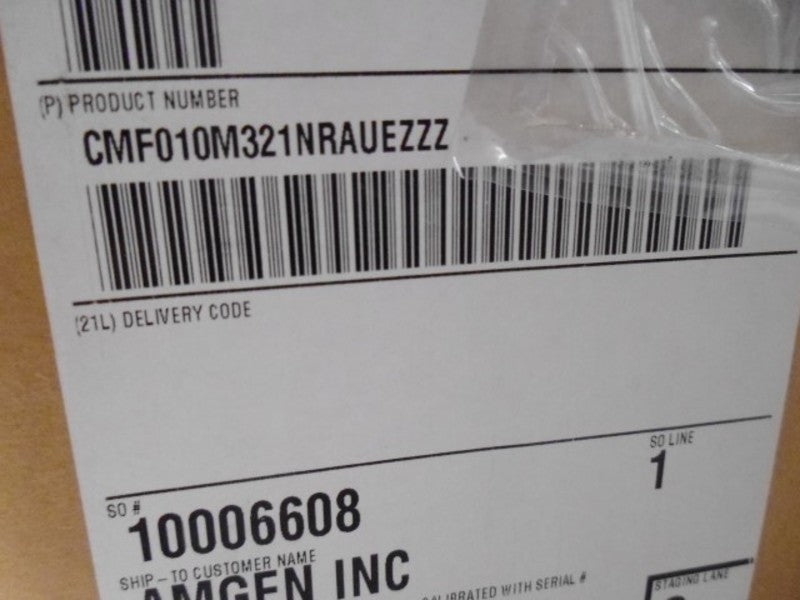 (P) PRODUCT NUMBER
CMF010M321NRAUEZZZ
(21L) DELIVERY CODE
SO LINE
1
SO #
10006608
SHIP-TO CUSTOMER NAME
AMGEN INC
CALIBRATED WITH SERIAL #
STAGING LANE